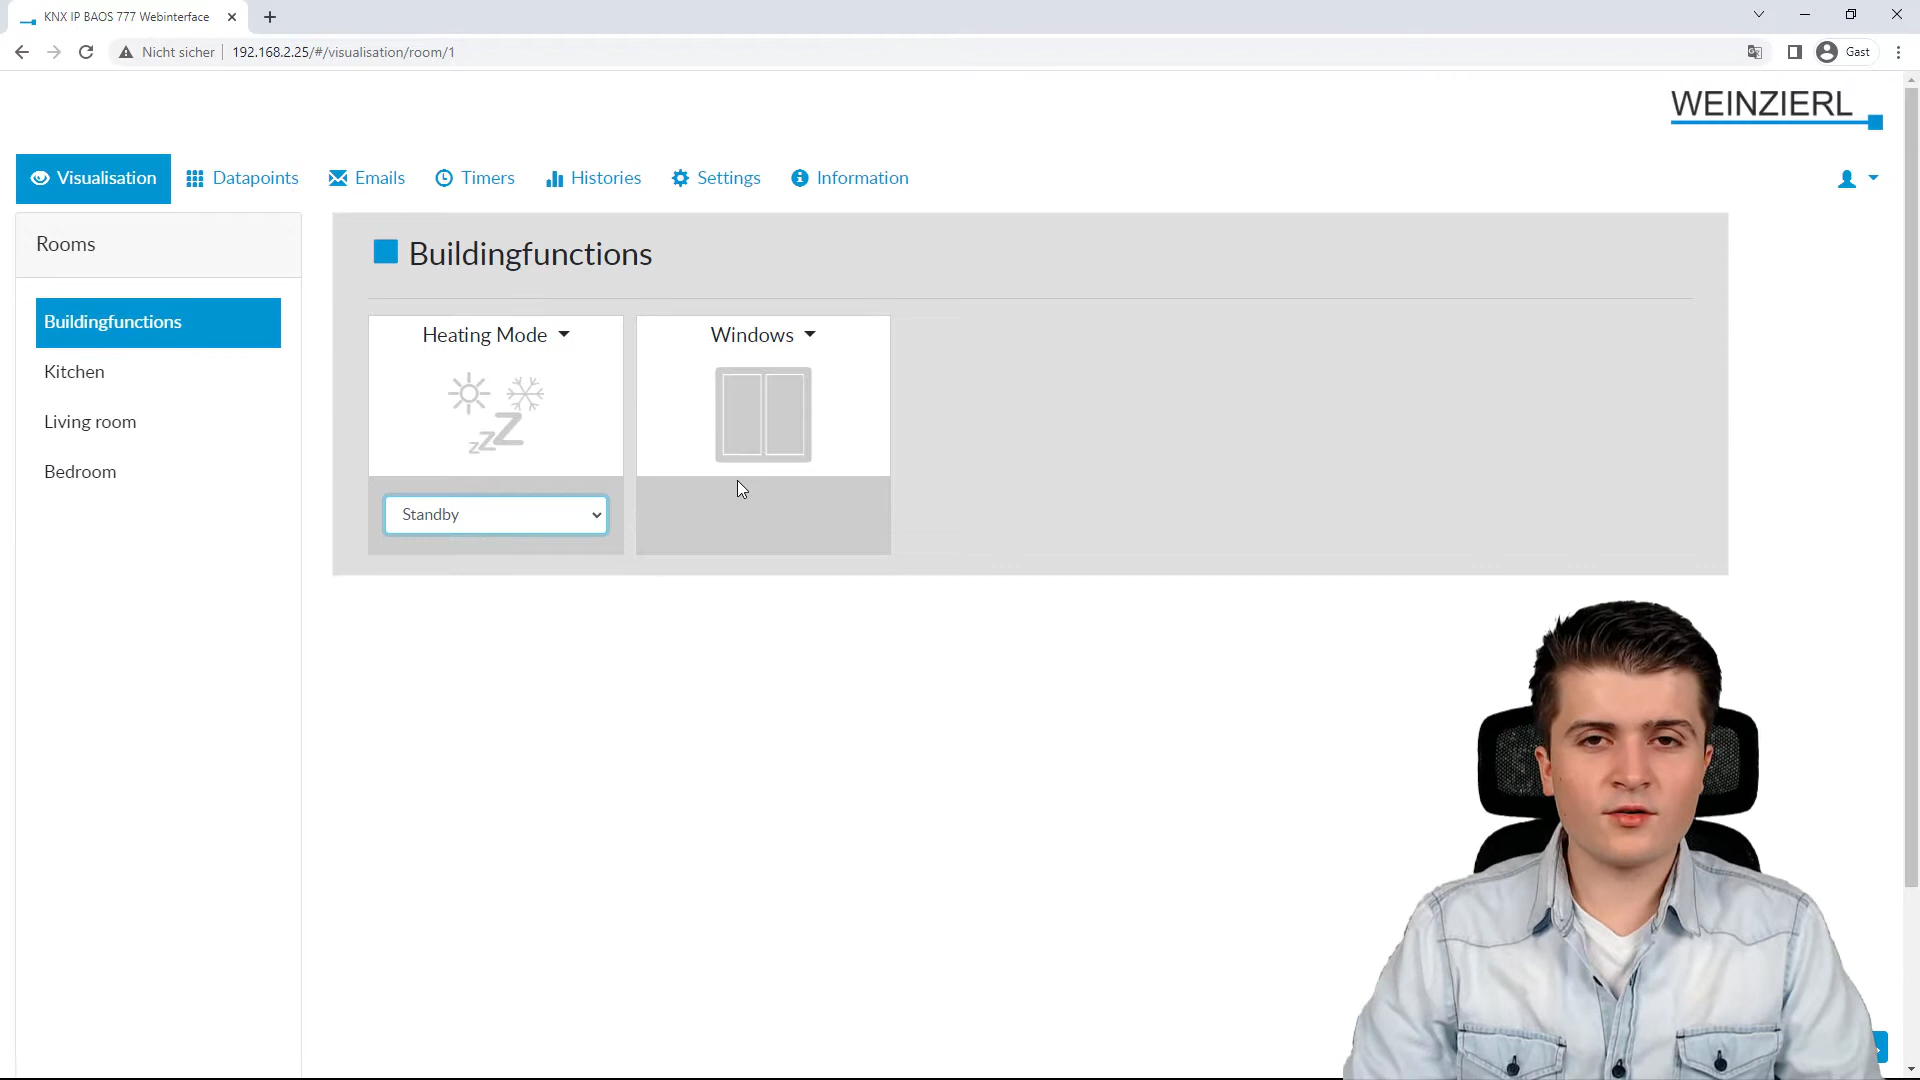 KNX IP BAOS 777 Webinterface
Nicht sicher 192.168.2.25/#/visualisation/room/1 Gast
WEINZIERL
Visualisation Datapoints Emails Timers Histories Settings Information
Rooms
Buildingfunctions
Kitchen
Living room
Bedroom
Buildingfunctions
Heating Mode
Windows
zzZ
Standby